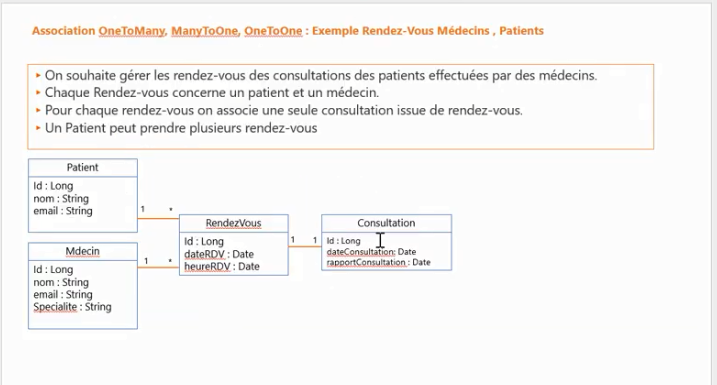 Association OneToMany, ManyToOne, OneToOne : Exemple Rendez-Vous Médecins , Patients
‣ On souhaite gérer les rendez-vous des consultations des patients effectuées par des médecins.
‣ Chaque Rendez-vous concerne un patient et un médecin.
‣ Pour chaque rendez-vous on associe une seule consultation issue de rendez-vous.
‣ Un Patient peut prendre plusieurs rendez-vous
Patient
Id : Long
nom : String
email : String
1 *
Mdecin
Id : Long
nom : String
email : String
Specialite : String
1 *
RendezVous
Id : Long
dateRDV : Date
heureRDV : Date
1 1
Consultation
Id : Long
dateConsultation: Date
rapportConsultation : Date